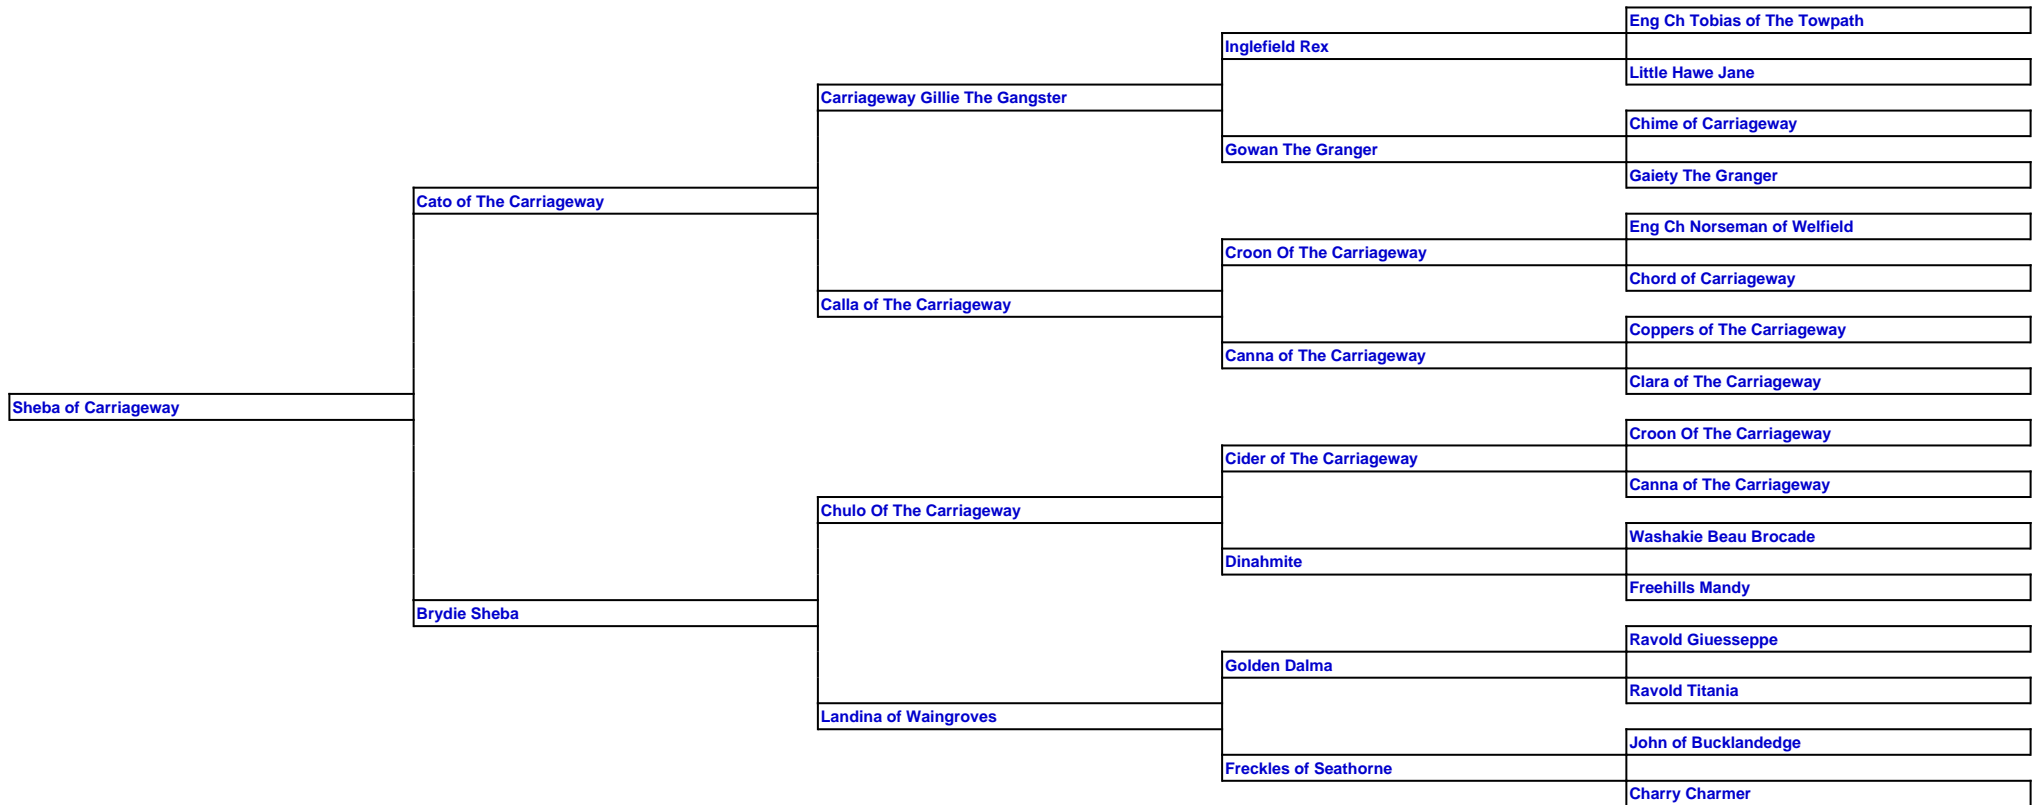 Eng Ch Tobias of The Towpath
Inglefield Rex
Little Hawe Jane
Carriageway Gillie The Gangster
Chime of Carriageway
Gowan The Granger
Gaiety The Granger
Cato of The Carriageway
Eng Ch Norseman of Welfield
Croon Of The Carriageway
Chord of Carriageway
Calla of The Carriageway
Coppers of The Carriageway
Canna of The Carriageway
Clara of The Carriageway
Sheba of Carriageway
Croon Of The Carriageway
Cider of The Carriageway
Canna of The Carriageway
Chulo Of The Carriageway
Washakie Beau Brocade
Dinahmite
Freehills Mandy
Brydie Sheba
Ravold Giuesseppe
Golden Dalma
Ravold Titania
Landina of Waingroves
John of Bucklandedge
Freckles of Seathorne
Charry Charmer